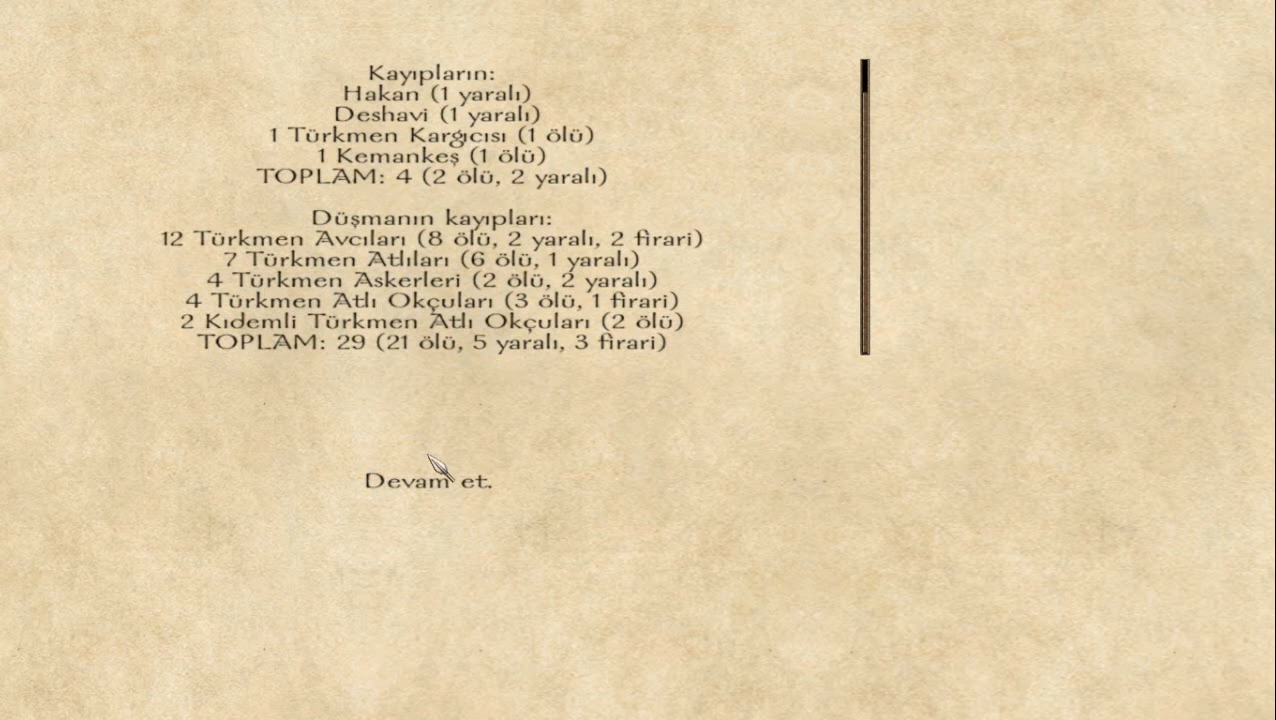 Kayıpların:
Hakan (1 yaralı)
Deshavi (1 yaralı)
1 Türkmen Kargıcısı (1 ölü)
1 Kemankeş (1 ölü)
TOPLAM: 4 (2 ölü, 2 yaralı)
Düşmanın kayıpları:
12 Türkmen Avcıları (8 ölü, 2 yaralı, 2 firari)
7 Türkmen Atlıları (6 ölü, 1 yaralı)
4 Türkmen Askerleri (2 ölü, 2 yaralı)
4 Türkmen Atlı Okçuları (3 ölü, 1 firari)
2 Kıdemli Türkmen Atlı Okçuları (2 ölü)
TOPLAM: 29 (21 ölü, 5 yaralı, 3 firari)
Devam et.